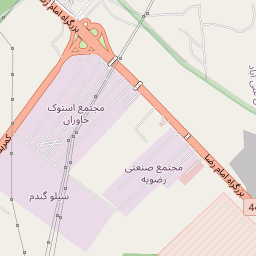 بزرگراه امام رضا
مجتمع استوک
خاوران
مجتمع صنعتی
رضویه
سیلو گندم
بزرگراه امام رضا